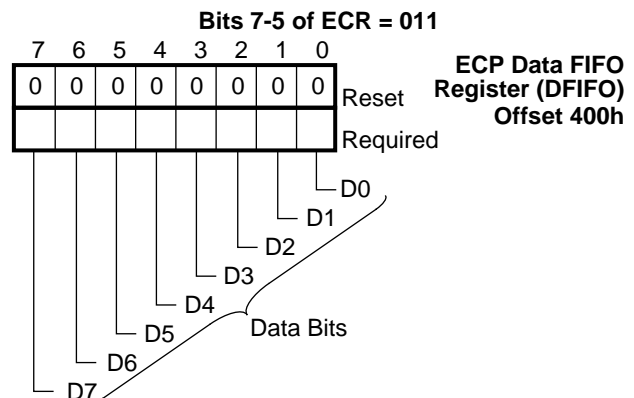 Bits 7-5 of ECR = 011
7 6 5 4 3 2 1 0
ECP Data FIFO
Register (DFIFO)
Offset 400h
0 0 0 0 0 0 0 0 Reset
Required
D0
D1
D2
D3
D4
D5
D6
D7
Data Bits